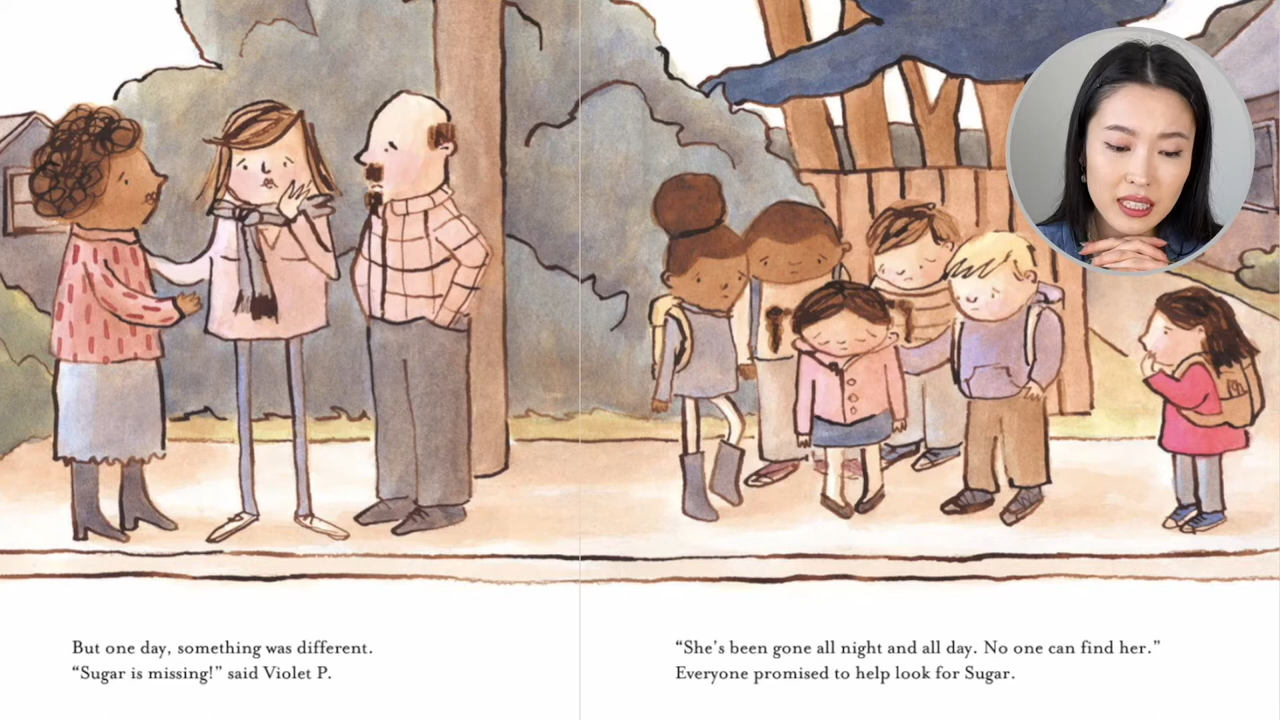 But one day, something was different.
“Sugar is missing!” said Violet P.
“She’s been gone all night and all day. No one can find her.”
Everyone promised to help look for Sugar.